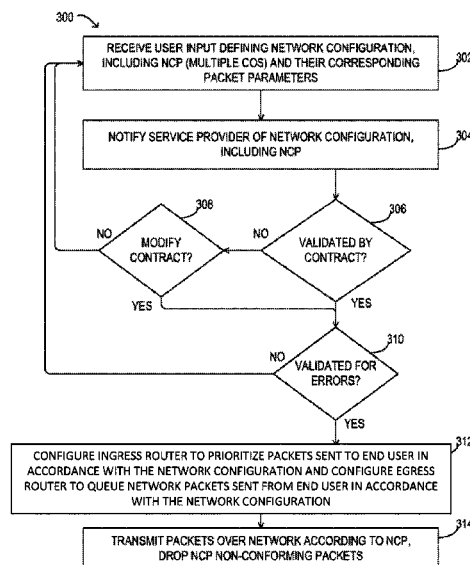 300
RECEIVE USER INPUT DEFINING NETWORK CONFIGURATION,
INCLUDING NCP (MULTIPLE COS) AND THEIR CORRESPONDING
PACKET PARAMETERS
302
NOTIFY SERVICE PROVIDER OF NETWORK CONFIGURATION,
INCLUDING NCP
304
308
306
NO
MODIFY
CONTRACT?
NO
VALIDATED BY
CONTRACT?
YES
YES
310
NO
VALIDATED FOR
ERRORS?
YES
CONFIGURE INGRESS ROUTER TO PRIORITIZE PACKETS SENT TO END USER IN
ACCORDANCE WITH THE NETWORK CONFIGURATION AND CONFIGURE EGRESS
ROUTER TO QUEUE NETWORK PACKETS SENT FROM END USER IN ACCORDANCE
WITH THE NETWORK CONFIGURATION
312
TRANSMIT PACKETS OVER NETWORK ACCORDING TO NCP,
DROP NCP NON-CONFORMING PACKETS
314